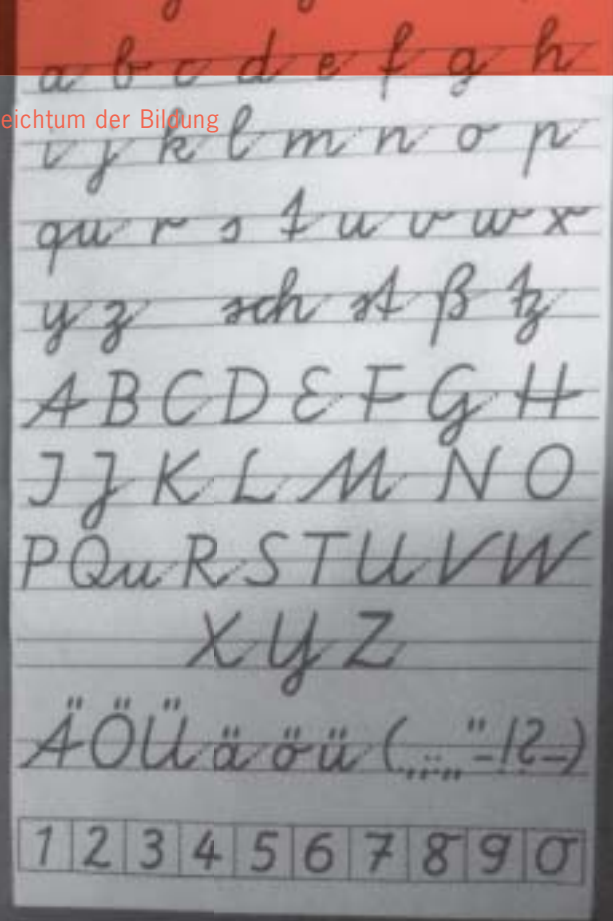 a b c d e f g h
eichtum der Bildung
i j k l m n o p
qu r s t u v w x
y z sch st ß tz
A B C D E F G H
I J K L M N O
P Qu R S T U V W
X Y Z
Ä Ö Ü ä ö ü ( , . : ; „ " - ! ? – )
1 2 3 4 5 6 7 8 9 0